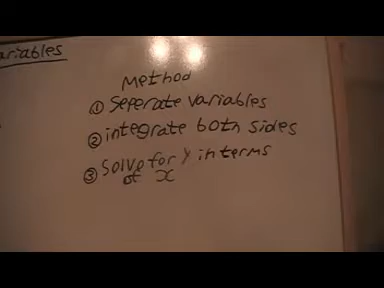 ariables
Method
① Seperate variables
② integrate both sides
③ Solve for y in terms
of x